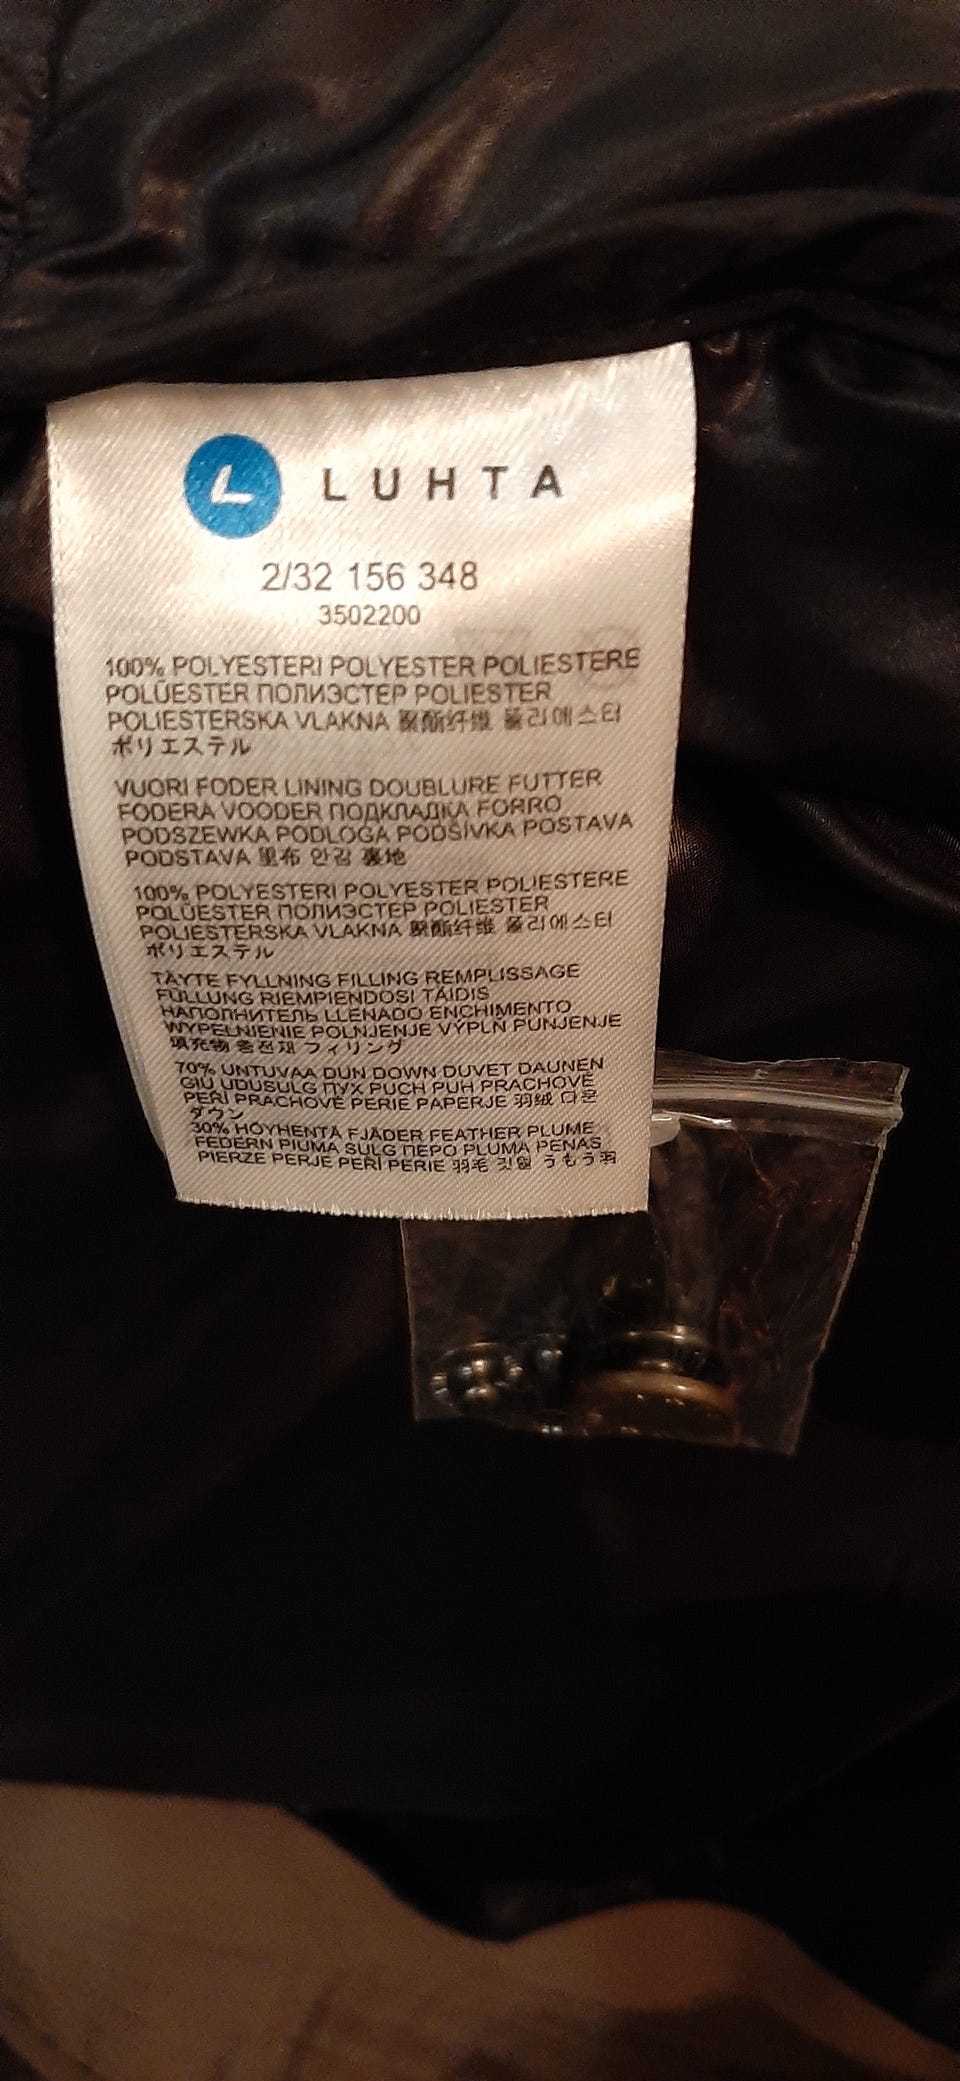 L LUHTA
2/32 156 348
3502200
100% POLYESTERI POLYESTER POLIESTERE
POLÜESTER ПОЛИЭСТЕР POLIESTER
POLIESTERSKA VLAKNA 聚酯纤维 폴리에스터
ポリエステル
VUORI FODER LINING DOUBLURE FUTTER
FODERA VOODER ПОДКЛАДКА FORRO
PODSZEWKA PODLOGA PODŠÍVKA POSTAVA
PODSTAVA 里布 안감 裏地
100% POLYESTERI POLYESTER POLIESTERE
POLÜESTER ПОЛИЭСТЕР POLIESTER
POLIESTERSKA VLAKNA 聚酯纤维 폴리에스터
ポリエステル
TÄYTE FYLLNING FILLING REMPLISSAGE
FÜLLUNG RIEMPIENDOSI TÄIDIS
НАПОЛНИТЕЛЬ LLENADO ENCHIMENTO
WYPEŁNIENIE POLNJENJE VÝPLŇ PUNJENJE
填充物 충전재 フィリング
70% UNTUVAA DUN DOWN DUVET DAUNEN
GIÙ UDUSULG ПУХ PUCH PUH PRACHOVÉ
PEŘÍ PRACHOVÉ PERIE PAPERJE 羽绒 다운
ダウン
30% HÖYHENTÄ FJÄDER FEATHER PLUME
FEDERN PIUMA SULG ПЕРО PLUMA PENAS
PIERZE PERJE PEŘÍ PERIE 羽毛 깃털 うもう羽